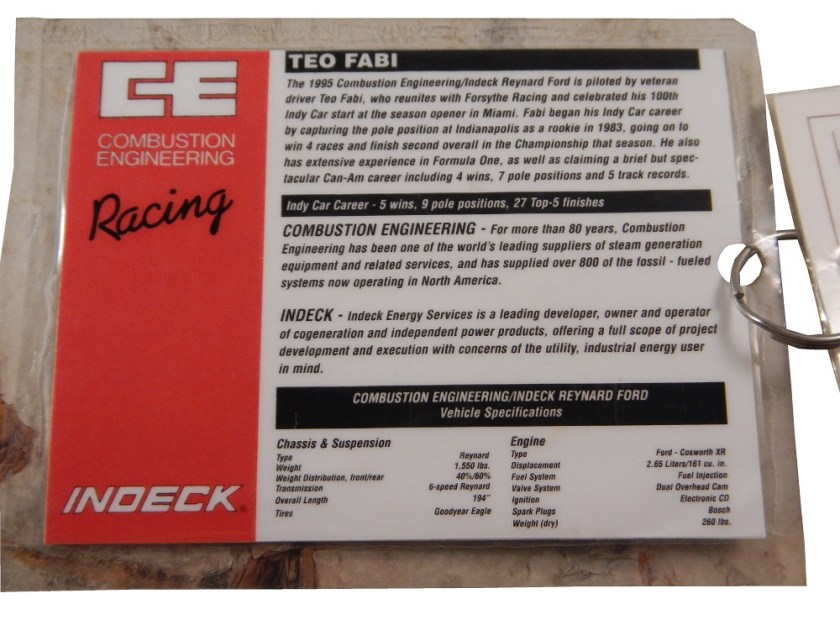 CE
COMBUSTION
ENGINEERING
Racing
INDECK
TEO FABI
The 1995 Combustion Engineering/Indeck Reynard Ford is piloted by veteran
driver Teo Fabi, who reunites with Forsythe Racing and celebrated his 100th
Indy Car start at the season opener in Miami. Fabi began his Indy Car career
by capturing the pole position at Indianapolis as a rookie in 1983, going on to
win 4 races and finish second overall in the Championship that season. He also
has extensive experience in Formula One, as well as claiming a brief but spec-
tacular Can-Am career including 4 wins, 7 pole positions and 5 track records.
Indy Car Career - 5 wins, 9 pole positions, 27 Top-5 finishes
COMBUSTION ENGINEERING - For more than 80 years, Combustion
Engineering has been one of the world's leading suppliers of steam generation
equipment and related services, and has supplied over 800 of the fossil - fueled
systems now operating in North America.
INDECK - Indeck Energy Services is a leading developer, owner and operator
of cogeneration and independent power products, offering a full scope of project
development and execution with concerns of the utility, industrial energy user
in mind.
COMBUSTION ENGINEERING/INDECK REYNARD FORD
Vehicle Specifications
Chassis & Suspension
Type Reynard
Weight 1,550 lbs.
Weight Distribution, front/rear 40%/60%
Transmission 6-speed Reynard
Overall Length 194"
Tires Goodyear Eagle
Engine
Type Ford - Cosworth XR
Displacement 2.65 Liters/161 cu. in.
Fuel System Fuel Injection
Valve System Dual Overhead Cam
Ignition Electronic CD
Spark Plugs Bosch
Weight (dry) 260 lbs.